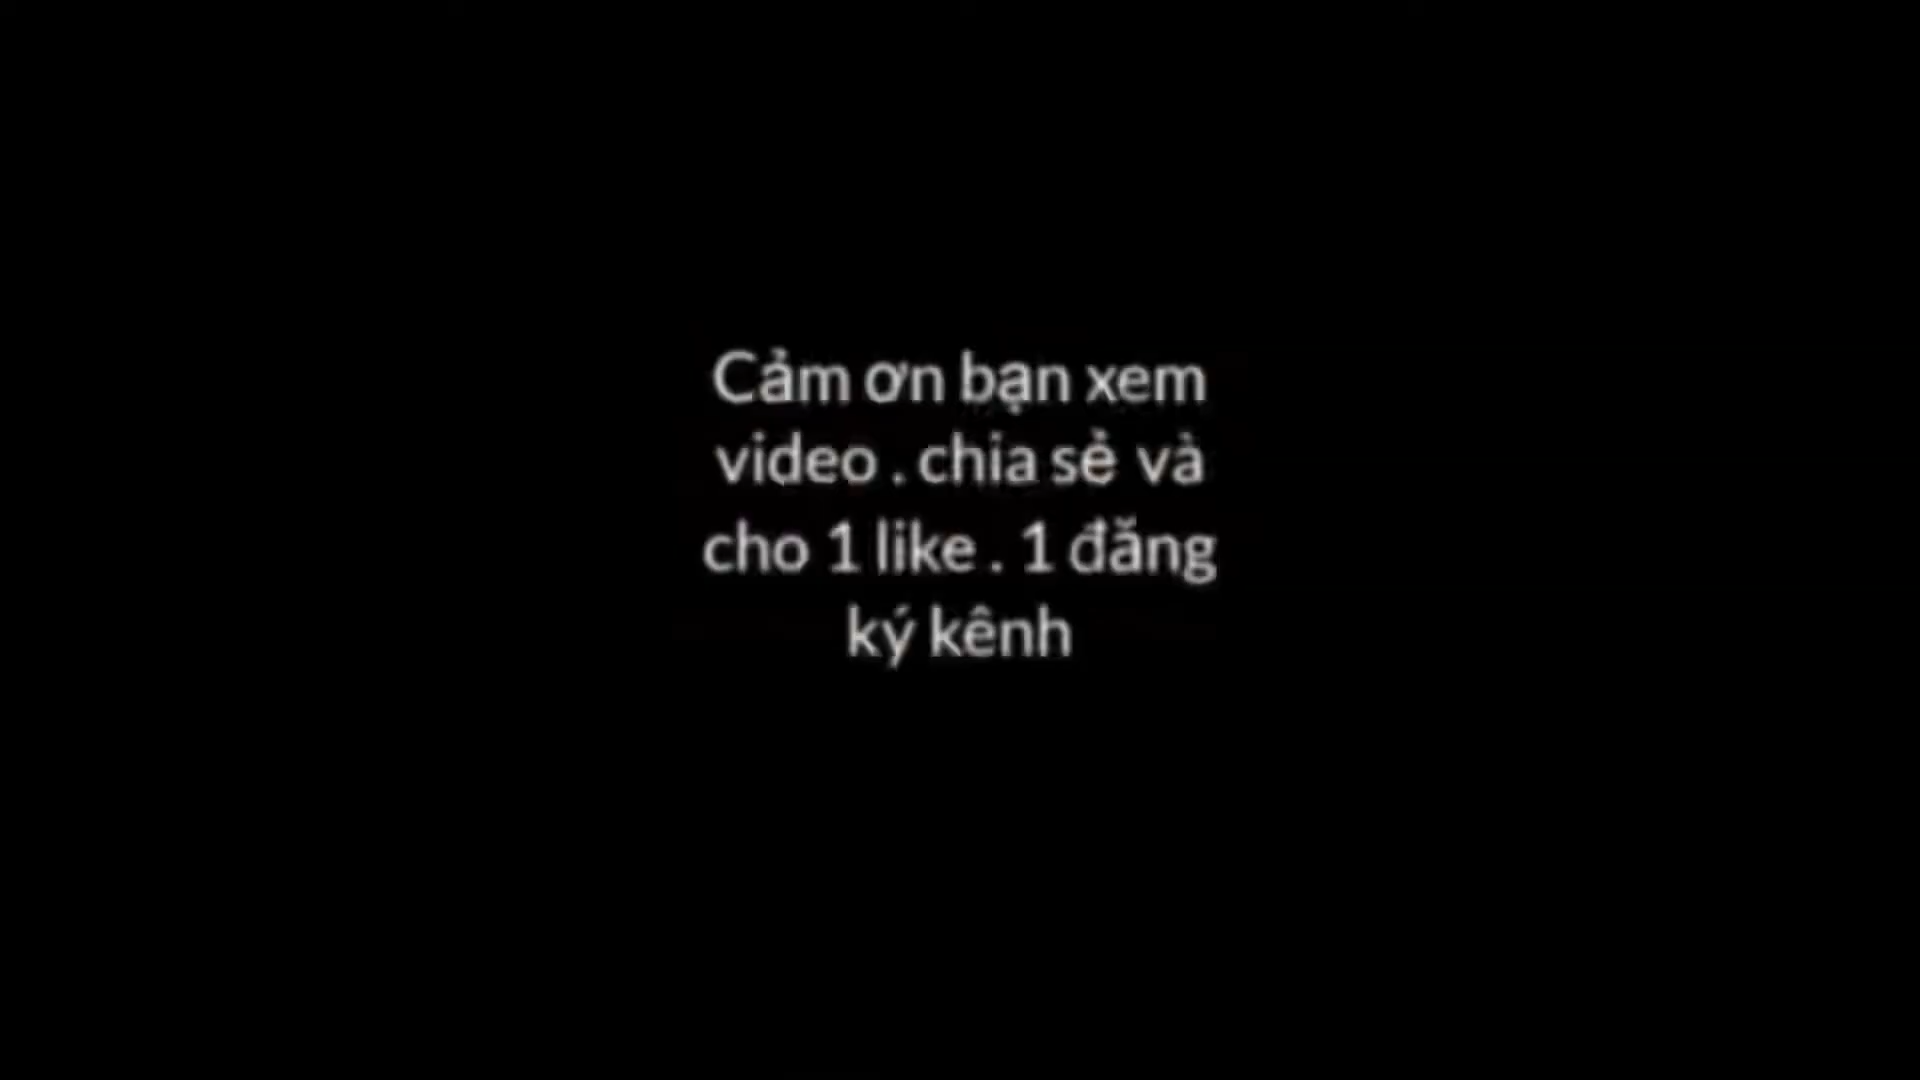 Cảm ơn bạn xem
video . chia sẻ và
cho 1 like . 1 đăng
ký kênh